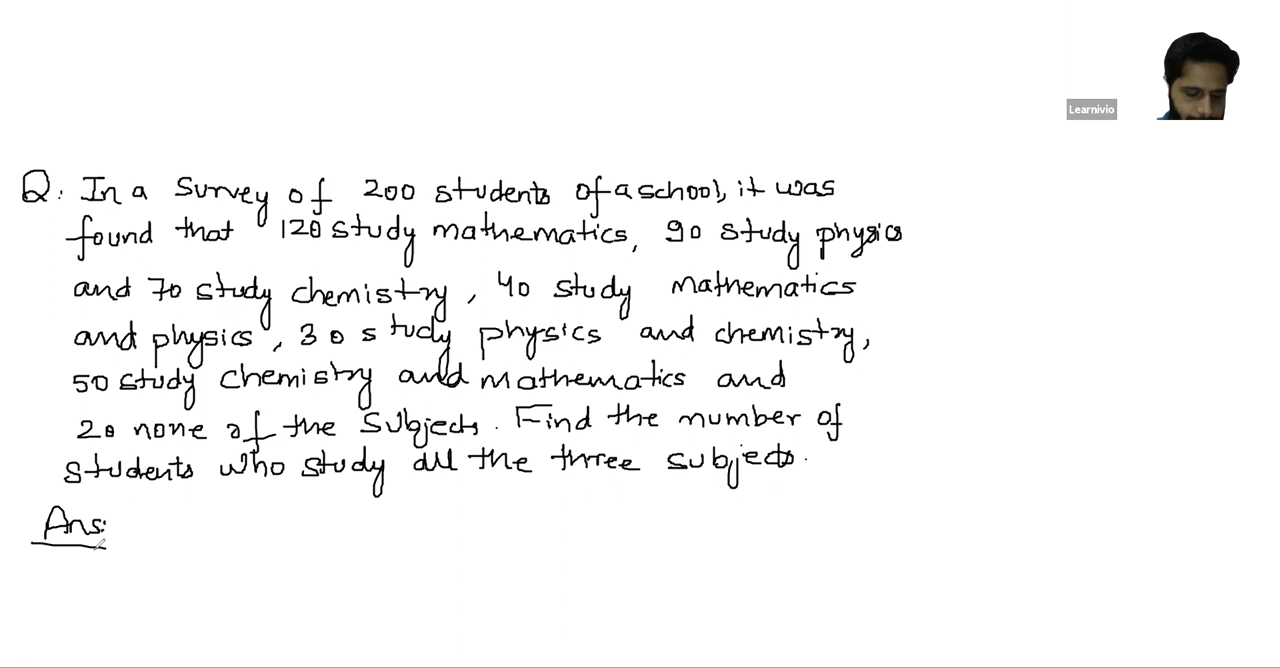 Learnivio
Q: In a survey of 200 students of a school, it was
found that 120 study mathematics, 90 study physics
and 70 study chemistry, 40 study mathematics
and physics, 30 study physics and chemistry,
50 study chemistry and mathematics and
20 none of the subjects. Find the number of
students who study all the three subjects.
Ans: